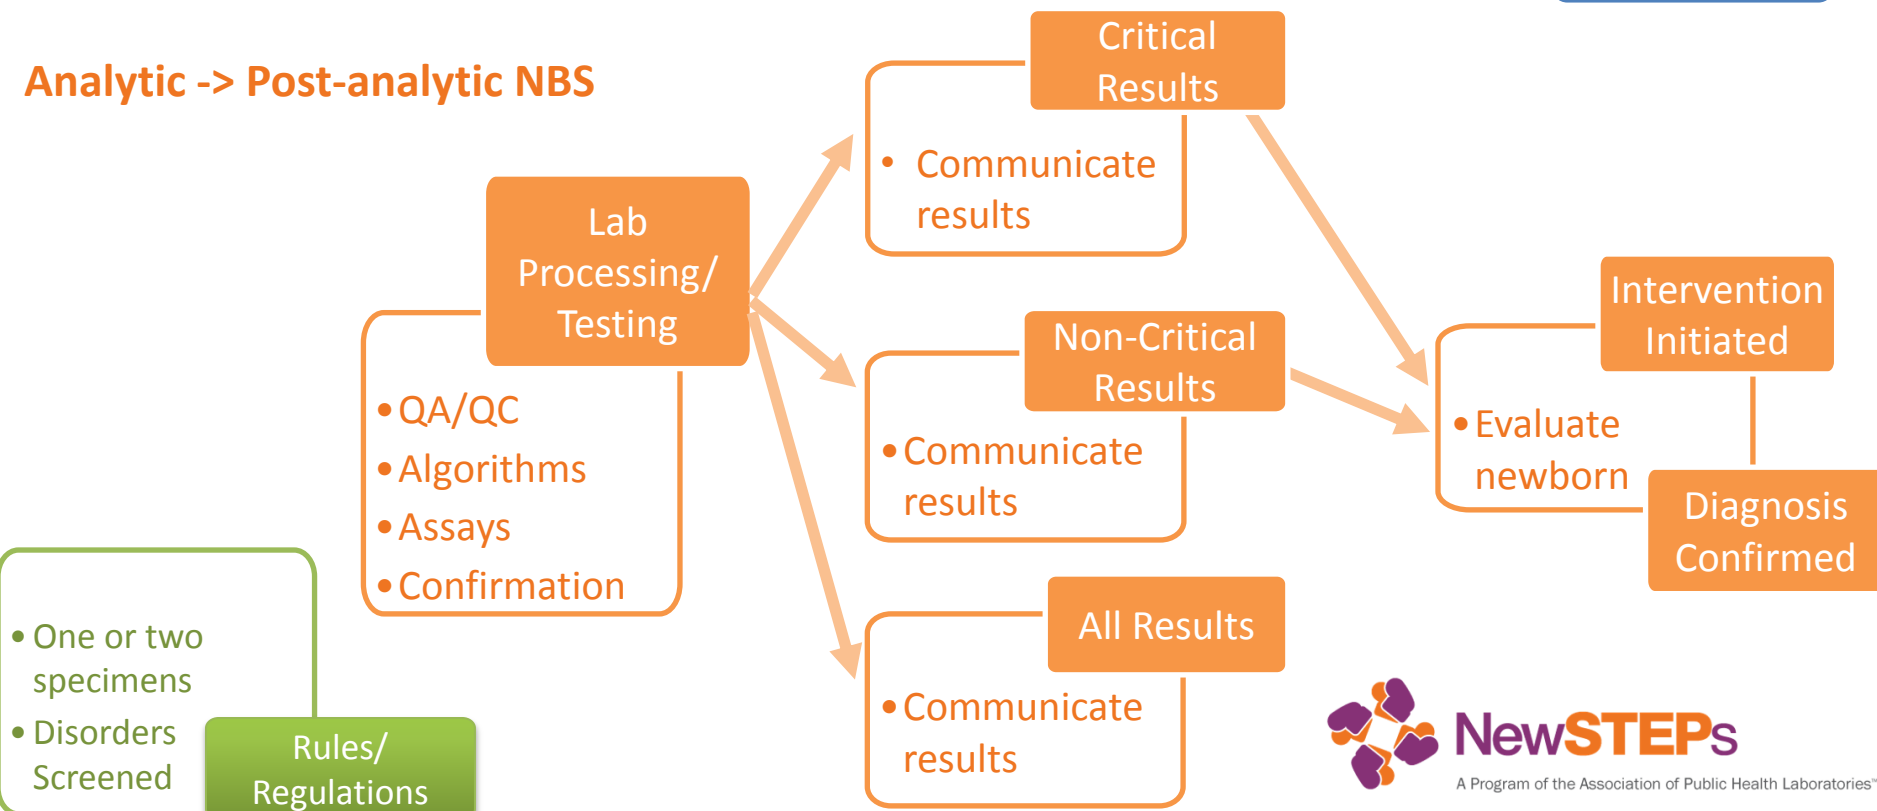 Analytic -> Post-analytic NBS
Lab
Processing/
Testing
• QA/QC
• Algorithms
• Assays
• Confirmation
• One or two
specimens
• Disorders
Screened
Rules/
Regulations
Critical
Results
• Communicate
results
Non-Critical
Results
• Communicate
results
All Results
• Communicate
results
Intervention
Initiated
• Evaluate
newborn
Diagnosis
Confirmed
NewSTEPs
A Program of the Association of Public Health Laboratories™